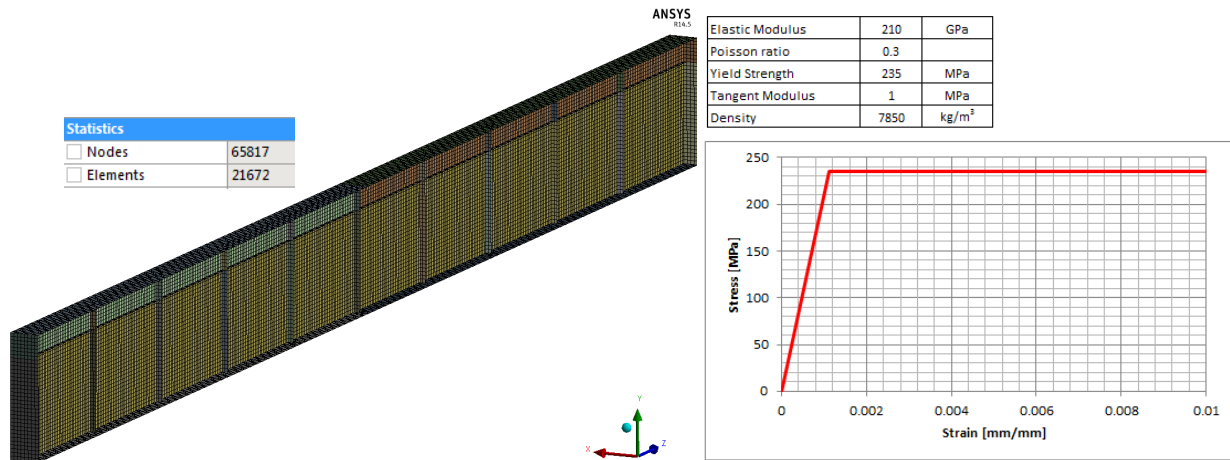 ANSYS
R14.5
Statistics
Nodes 65817
Elements 21672
Elastic Modulus 210 GPa
Poisson ratio 0.3
Yield Strength 235 MPa
Tangent Modulus 1 MPa
Density 7850 kg/m³
250
200
150
100
50
0
Stress [MPa]
0 0.002 0.004 0.006 0.008 0.01
Strain [mm/mm]
Y
X
Z